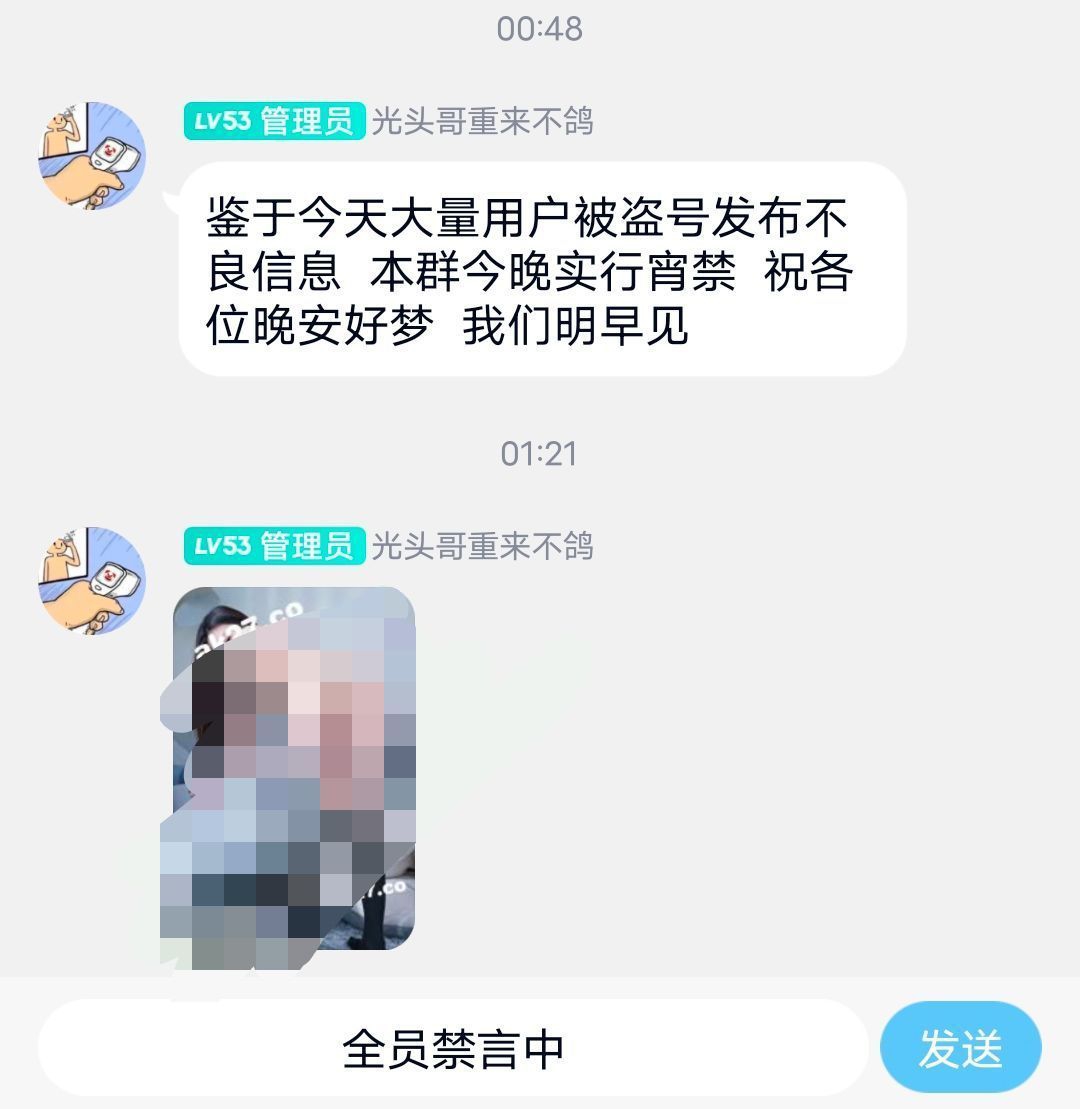 00:48
LV53 管理员 光头哥重来不鸽
鉴于今天大量用户被盗号发布不
良信息 本群今晚实行宵禁 祝各
位晚安好梦 我们明早见
01:21
LV53 管理员 光头哥重来不鸽
全员禁言中
发送